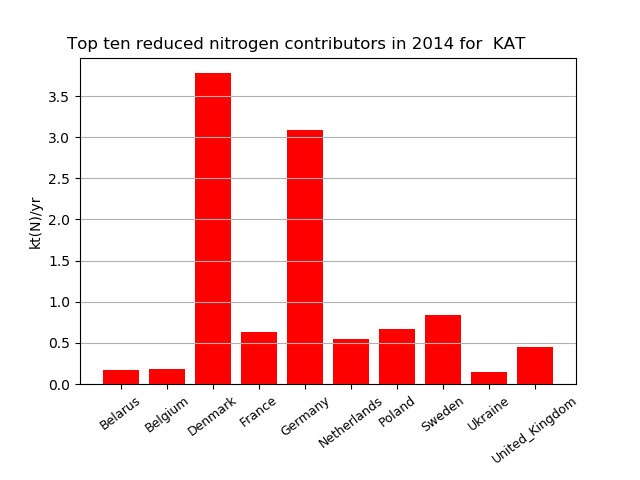 Top ten reduced nitrogen contributors in 2014 for  KAT
kt(N)/yr
3.5
3.0
2.5
2.0
1.5
1.0
0.5
0.0
Belarus
Belgium
Denmark
France
Germany
Netherlands
Poland
Sweden
Ukraine
United_Kingdom